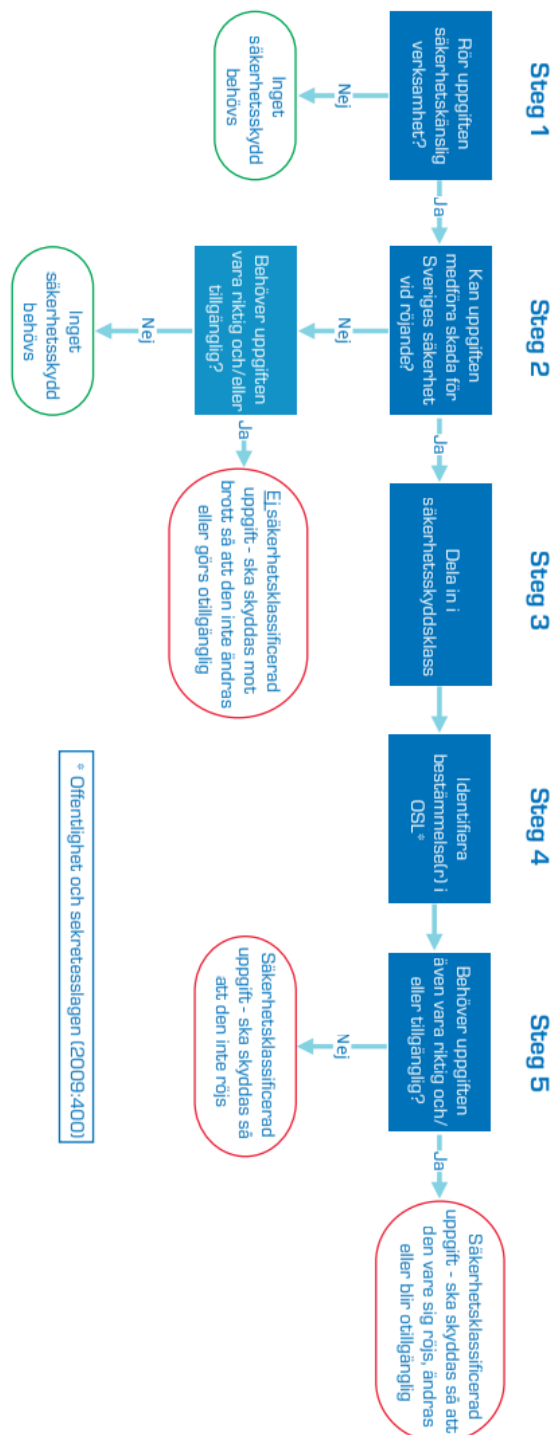 Steg 1
Rör uppgiften
säkerhetskänslig
verksamhet?
Nej
Inget
säkerhetsskydd
behövs
Ja
Steg 2
Kan uppgiften
medföra skada för
Sveriges säkerhet
vid röjande?
Nej
Behöver uppgiften
vara riktig och/eller
tillgänglig?
Nej
Inget
säkerhetsskydd
behövs
Ja
Ej säkerhetsklassificerad
uppgift - ska skyddas mot
brott så att den inte ändras
eller görs otillgänglig
Ja
Steg 3
Dela in i
säkerhetsskyddsklass
Steg 4
Identifiera
bestämmelse(r) i
OSL*
Steg 5
Behöver uppgiften
även vara riktig och/
eller tillgänglig?
Nej
Säkerhetsklassificerad
uppgift - ska skyddas så
att den inte röjs
Ja
Säkerhetsklassificerad
uppgift - ska skyddas så att
den vare sig röjs, ändras
eller blir otillgänglig
* Offentlighet och sekretesslagen (2009:400)